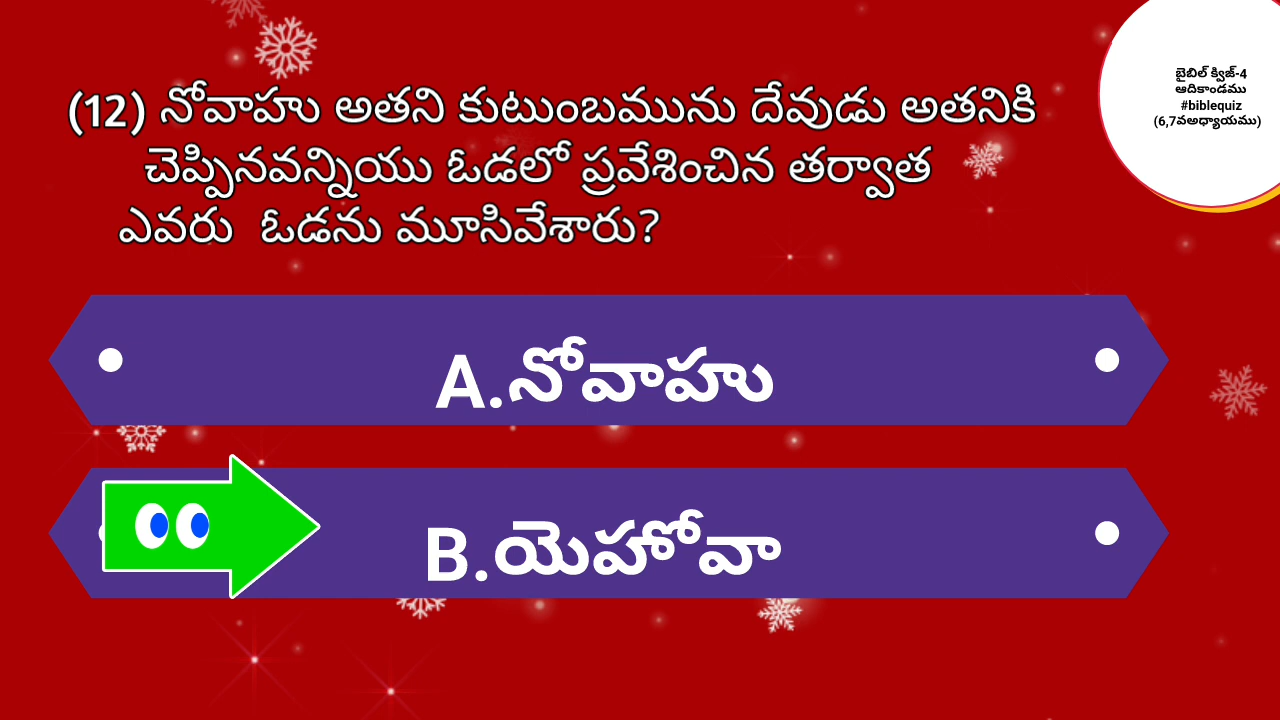 (12) నోవాహు అతని కుటుంబమును దేవుడు అతనికి
చెప్పినవన్నియు ఓడలో ప్రవేశించిన తర్వాత
ఎవరు ఓడను మూసివేశారు?
A.నోవాహు
B.యెహోవా
బైబిల్ క్విజ్-4
ఆదికాండము
#biblequiz
(6,7వఅధ్యాయము)